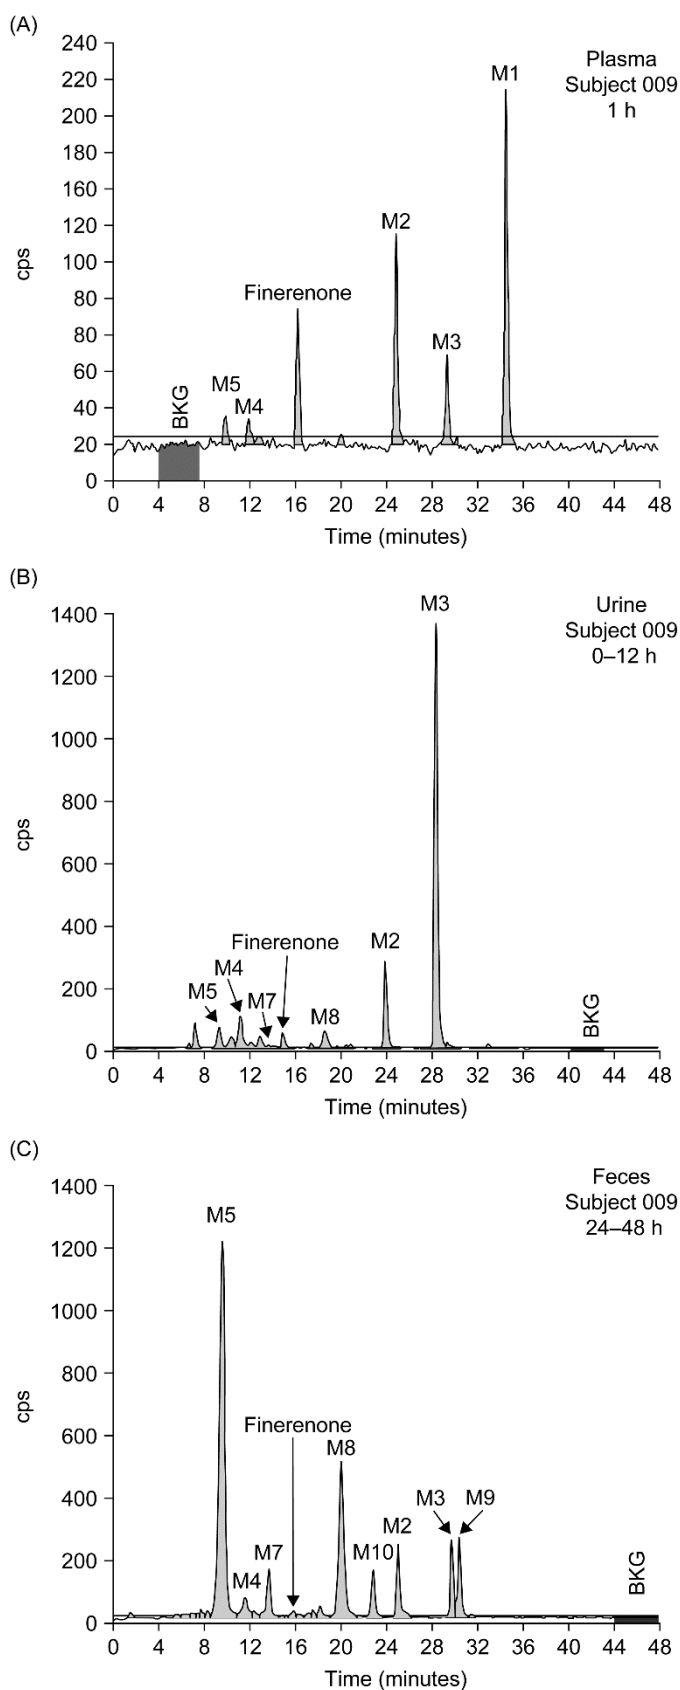 (A)
Plasma
Subject 009
1 h
240
220
200
180
160
140
120
100
80
60
40
20
0
cps
BKG
M5
M4
Finerenone
M2
M3
M1
0 4 8 12 16 20 24 28 32 36 40 44 48
Time (minutes)
(B)
Urine
Subject 009
0–12 h
1400
1200
1000
800
600
400
200
0
cps
M5
M4
M7
Finerenone
M8
M2
M3
BKG
0 4 8 12 16 20 24 28 32 36 40 44 48
Time (minutes)
(C)
Feces
Subject 009
24–48 h
1400
1200
1000
800
600
400
200
0
cps
M5
M4
M7
Finerenone
M8
M10
M2
M3
M9
BKG
0 4 8 12 16 20 24 28 32 36 40 44 48
Time (minutes)